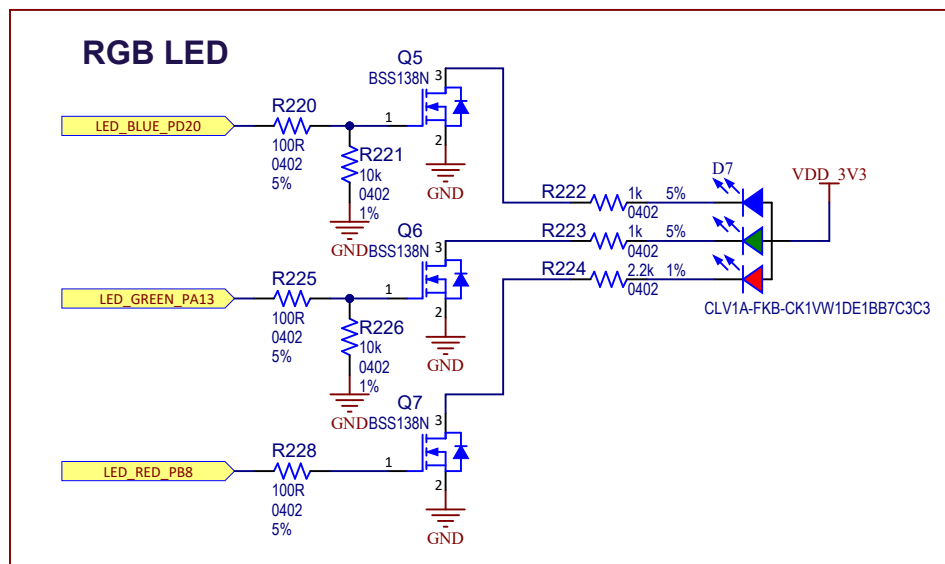 RGB LED
Q5
BSS138N
3
1
2
LED_BLUE_PD20
R220
100R
0402
5%
R221
10k
0402
1%
GND
GND
Q6
BSS138N
3
1
2
LED_GREEN_PA13
R225
100R
0402
5%
R226
10k
0402
1%
GND
GND
Q7
BSS138N
3
1
2
LED_RED_PB8
R228
100R
0402
5%
GND
R222
1k 5%
0402
R223
1k 5%
0402
R224
2.2k 1%
0402
D7
VDD_3V3
CLV1A-FKB-CK1VW1DE1BB7C3C3